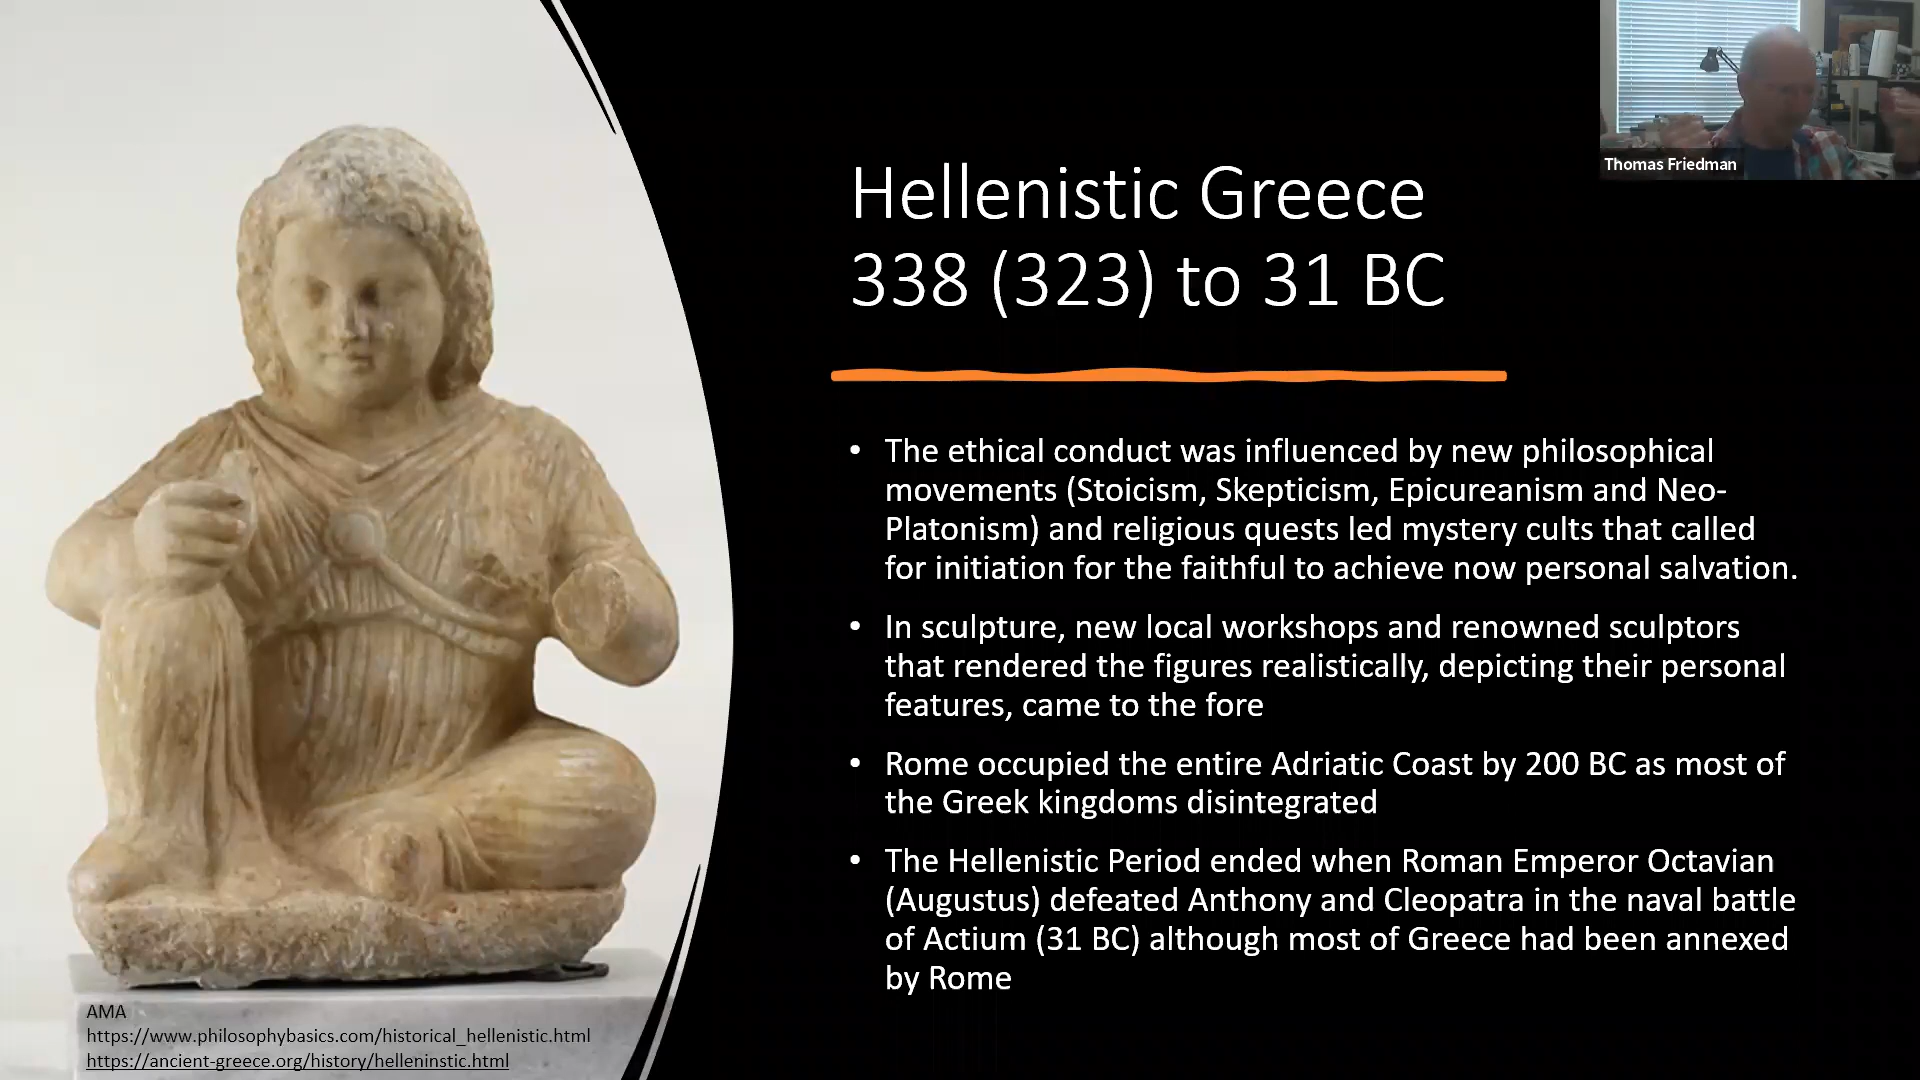 Thomas Friedman
Hellenistic Greece
338 (323) to 31 BC
• The ethical conduct was influenced by new philosophical
movements (Stoicism, Skepticism, Epicureanism and Neo-
Platonism) and religious quests led mystery cults that called
for initiation for the faithful to achieve now personal salvation.
• In sculpture, new local workshops and renowned sculptors
that rendered the figures realistically, depicting their personal
features, came to the fore
• Rome occupied the entire Adriatic Coast by 200 BC as most of
the Greek kingdoms disintegrated
• The Hellenistic Period ended when Roman Emperor Octavian
(Augustus) defeated Anthony and Cleopatra in the naval battle
of Actium (31 BC) although most of Greece had been annexed
by Rome
AMA
https://www.philosophybasics.com/historical_hellenistic.html
https://ancient-greece.org/history/helleninstic.html